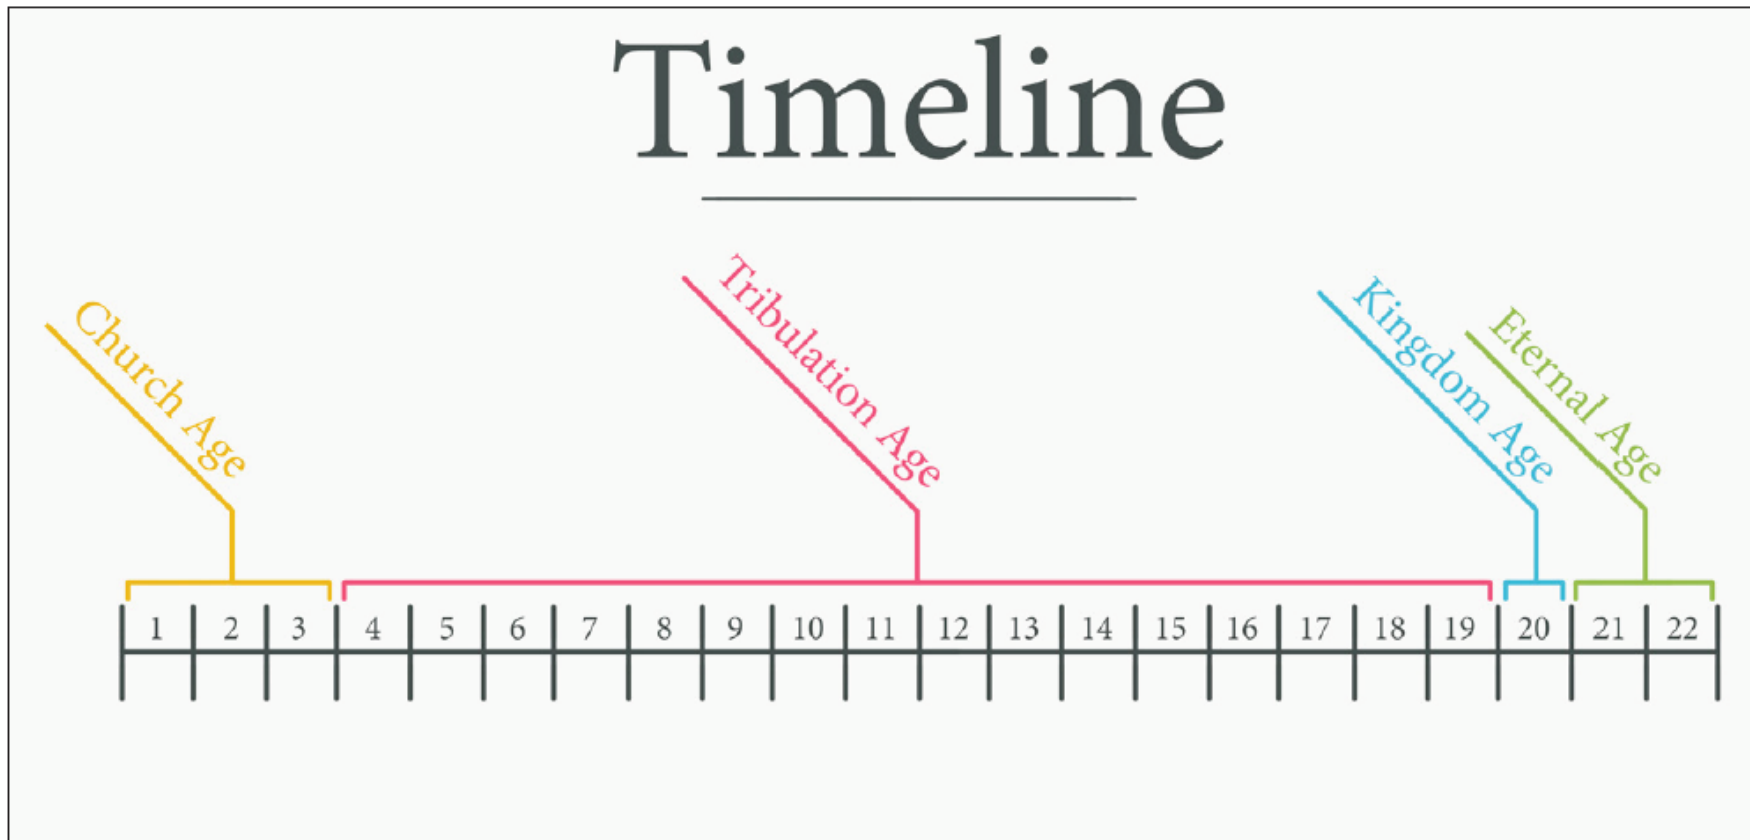 Timeline
Church Age
Tribulation Age
Kingdom Age
Eternal Age
1 2 3 4 5 6 7 8 9 10 11 12 13 14 15 16 17 18 19 20 21 22